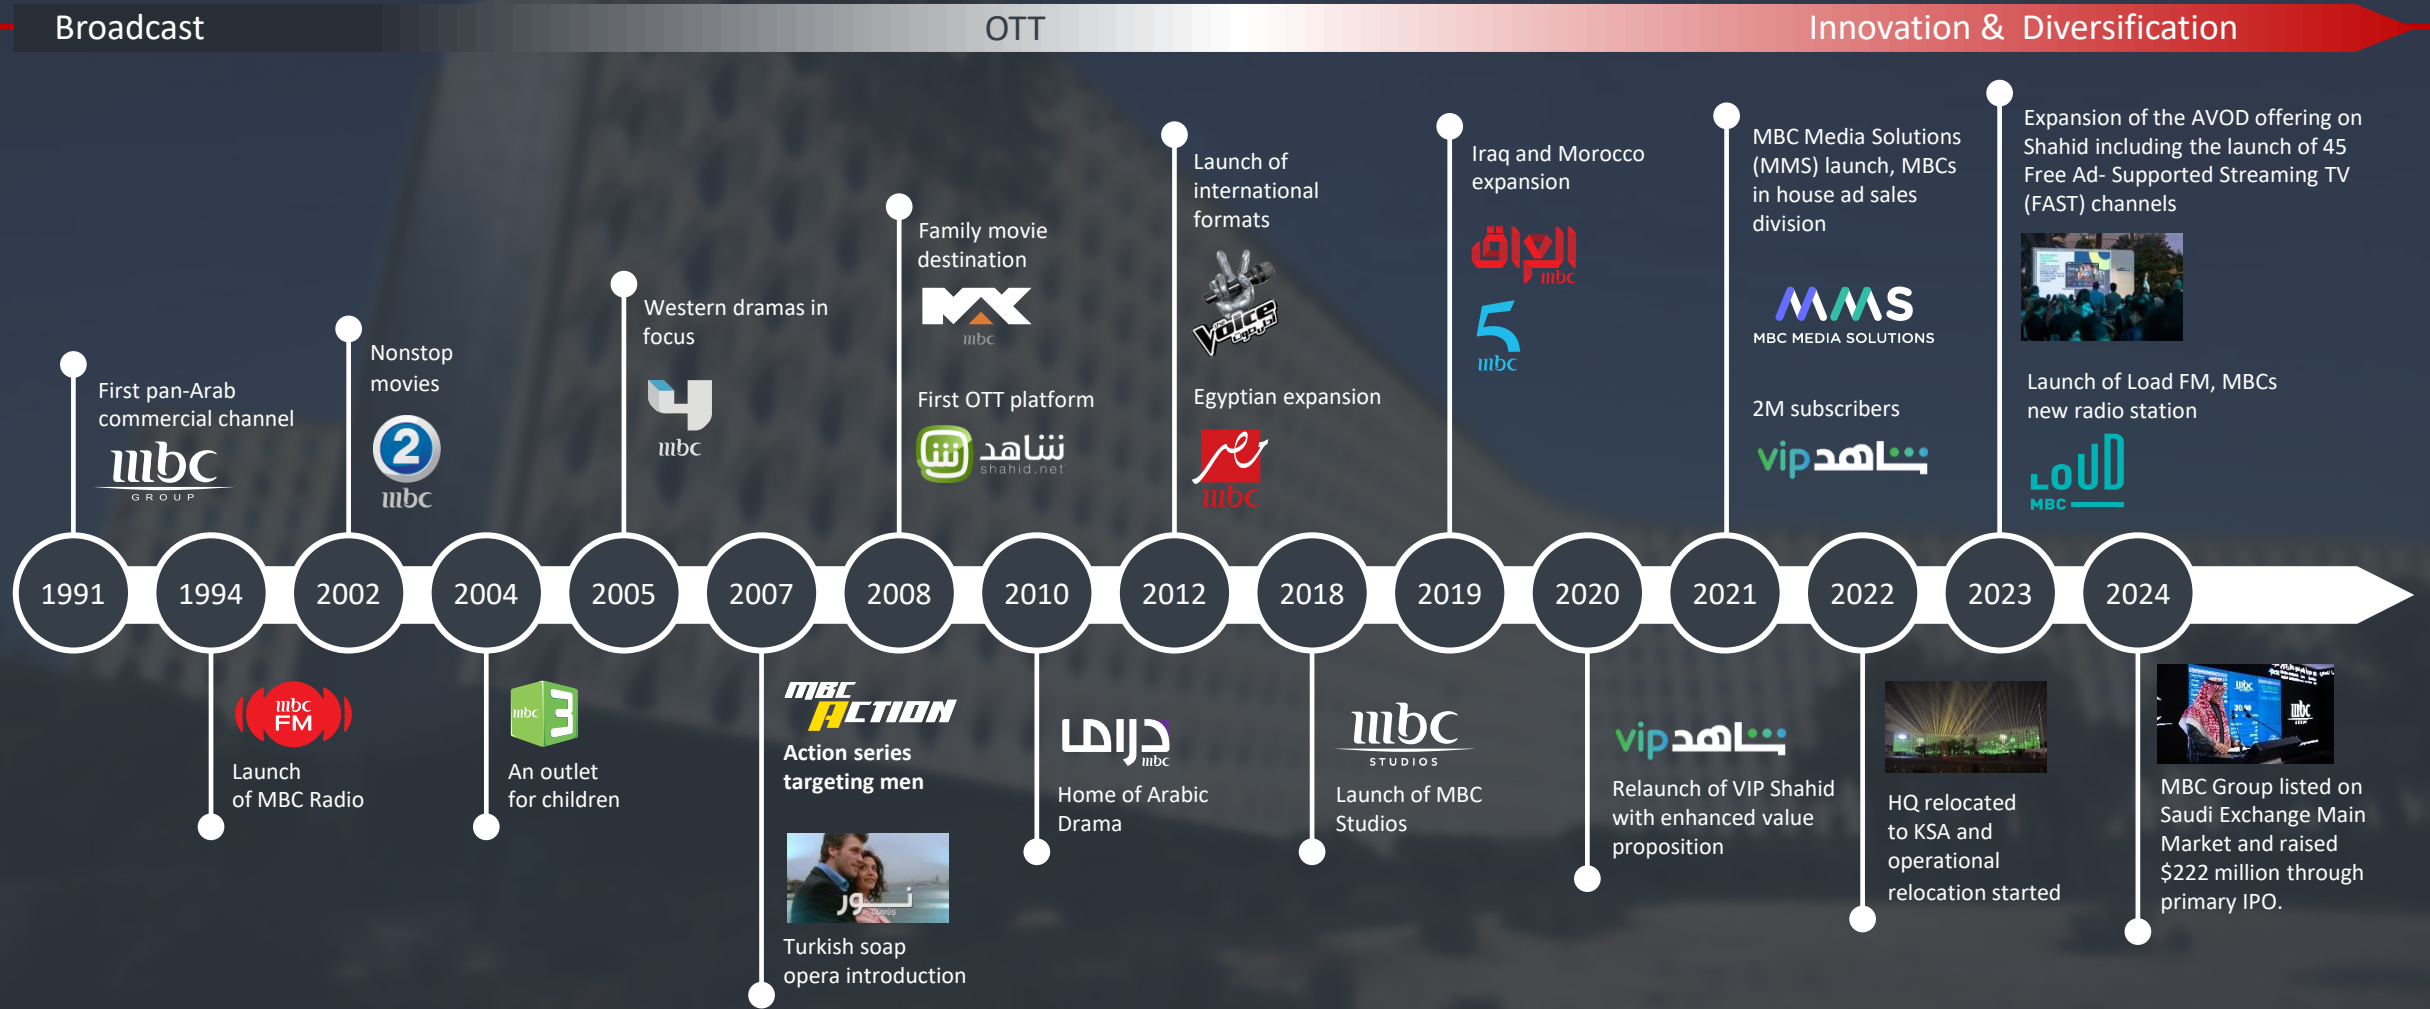 Broadcast
OTT
Innovation & Diversification
First pan-Arab
commercial channel
mbc
GROUP
Nonstop
movies
2
mbc
Western dramas in
focus
4
mbc
Family movie
destination
MAX
mbc
First OTT platform
شاهد
shahid.net
Launch of
international
formats
the
Voice
Egyptian expansion
مصر
mbc
Iraq and Morocco
expansion
العراق
mbc
5
mbc
MBC Media Solutions
(MMS) launch, MBCs
in house ad sales
division
MMS
MBC MEDIA SOLUTIONS
2M subscribers
vip شاهد
Expansion of the AVOD offering on
Shahid including the launch of 45
Free Ad- Supported Streaming TV
(FAST) channels
Launch of Load FM, MBCs
new radio station
LOUD
MBC
1991
1994
2002
2004
2005
2007
2008
2010
2012
2018
2019
2020
2021
2022
2023
2024
mbc
FM
Launch
of MBC Radio
mbc 3
An outlet
for children
MBC
ACTION
Action series
targeting men
نور
GÜMÜŞ
Turkish soap
opera introduction
دراما
mbc
Home of Arabic
Drama
mbc
STUDIOS
Launch of MBC
Studios
vip شاهد
Relaunch of VIP Shahid
with enhanced value
proposition
HQ relocated
to KSA and
operational
relocation started
mbc
mbc
MBC Group listed on
Saudi Exchange Main
Market and raised
$222 million through
primary IPO.